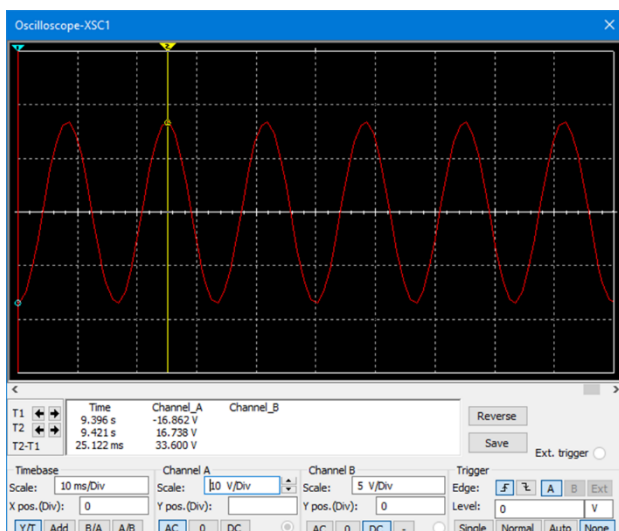 Oscilloscope-XSC1
1
2
Time Channel_A Channel_B
T1 9.396 s -16.862 V
T2 9.421 s 16.738 V
T2-T1 25.122 ms 33.600 V
Reverse
Save
Ext. trigger
Timebase Channel A Channel B Trigger
Scale: 10 ms/Div Scale: 10 V/Div Scale: 5 V/Div Edge: A B Ext
X pos.(Div): 0 Y pos.(Div): Y pos.(Div): 0 Level: 0 V
Y/T Add B/A A/B AC 0 DC AC 0 DC - Single Normal Auto None